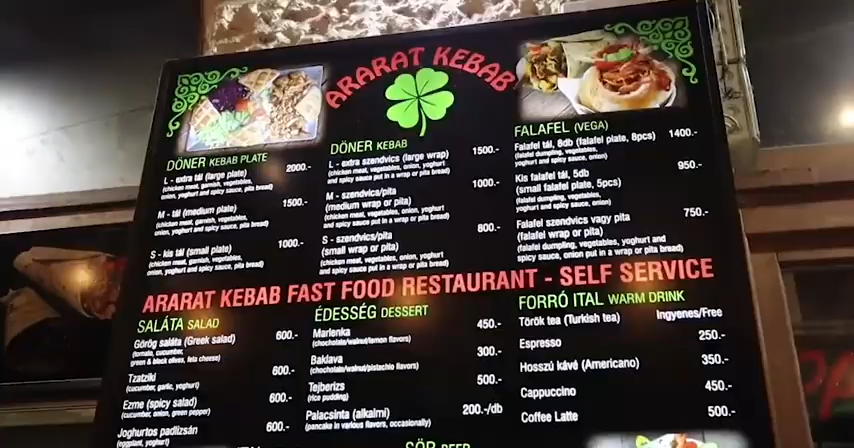 ARARAT KEBAB
DÖNER KEBAB PLATE
L - extra tál (large plate) 2000.-
(chicken meat, garnish, vegetables,
onion, yoghurt and spicy sauce, pita bread)
M - tál (medium plate) 1500.-
(chicken meat, garnish, vegetables,
onion, yoghurt and spicy sauce, pita bread)
S - kis tál (small plate) 1000.-
(chicken meat, garnish, vegetables,
onion, yoghurt and spicy sauce, pita bread)
DÖNER KEBAB
L - extra szendvics (large wrap) 1500.-
(chicken meat, vegetables, onion, yoghurt
and spicy sauce put in a wrap or pita bread)
M - szendvics/pita 1000.-
(medium wrap or pita)
(chicken meat, vegetables, onion, yoghurt
and spicy sauce put in a wrap or pita bread)
S - szendvics/pita 800.-
(small wrap or pita)
(chicken meat, vegetables, onion, yoghurt
and spicy sauce put in a wrap or pita bread)
FALAFEL (VEGA)
Falafel tál, 8db (falafel plate, 8pcs) 1400.-
(falafel dumpling, vegetables,
yoghurt and spicy sauce, onion)
Kis falafel tál, 5db 950.-
(small falafel plate, 5pcs)
(falafel dumpling, vegetables,
yoghurt and spicy sauce, onion)
Falafel szendvics vagy pita 750.-
(falafel wrap or pita)
(falafel dumpling, vegetables, yoghurt and
spicy sauce, onion put in a wrap or pita bread)
ARARAT KEBAB FAST FOOD RESTAURANT - SELF SERVICE
SALÁTA SALAD
Görög saláta (Greek salad) 600.-
(tomato, cucumber,
green & black olives, feta cheese)
Tzatziki 600.-
(cucumber, garlic, yoghurt)
Ezme (spicy salad) 600.-
(cucumber, onion, green pepper)
Joghurtos padlizsán 600.-
(eggplant, yoghurt)
ÉDESSÉG DESSERT
Marlenka 450.-
(chocholate/walnut/lemon flavors)
Baklava 300.-
(chocholate/walnut/pistachio flavors)
Tejberizs 500.-
(rice pudding)
Palacsinta (alkalmi) 200.-/db
(pancake in various flavors, occasionally)
SÖR BEER
FORRÓ ITAL WARM DRINK
Török tea (Turkish tea) Ingyenes/Free
Espresso 250.-
Hosszú kávé (Americano) 350.-
Cappuccino 450.-
Coffee Latte 500.-